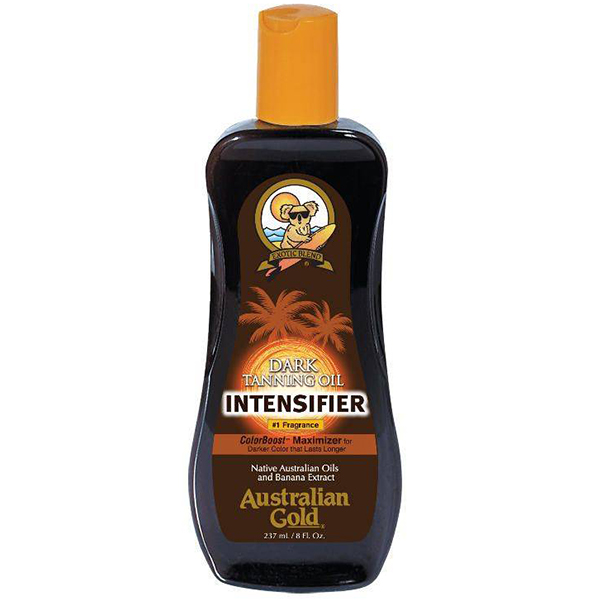 EXOTIC BLEND
®
DARK
TANNING OIL
INTENSIFIER
#1 Fragrance
ColorBoost™ Maximizer for
Darker Color that Lasts Longer
Native Australian Oils
and Banana Extract
Australian
Gold®
237 ml / 8 Fl. Oz.